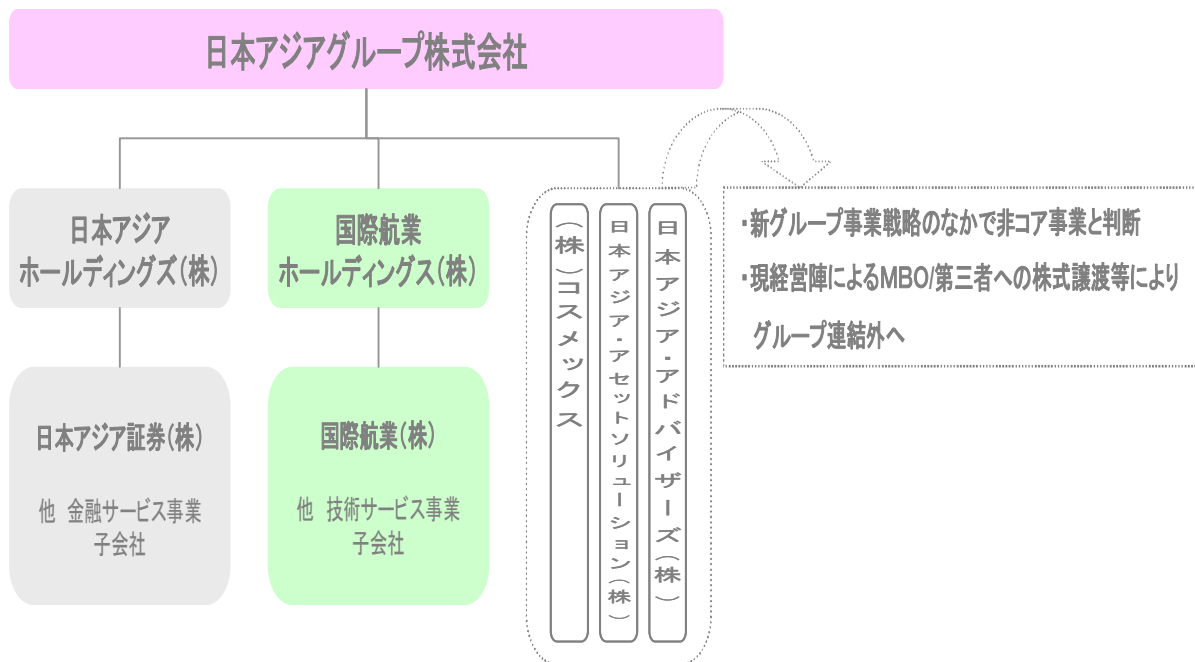 日本アジアグループ株式会社
日本アジア
ホールディングズ(株)
国際航業
ホールディングス(株)
(株)コスメックス
日本アジア・アセットソリューション(株)
日本アジア・アドバイザーズ(株)
・新グループ事業戦略のなかで非コア事業と判断
・現経営陣によるMBO/第三者への株式譲渡等により
グループ連結外へ
日本アジア証券(株)
他 金融サービス事業
子会社
国際航業(株)
他 技術サービス事業
子会社